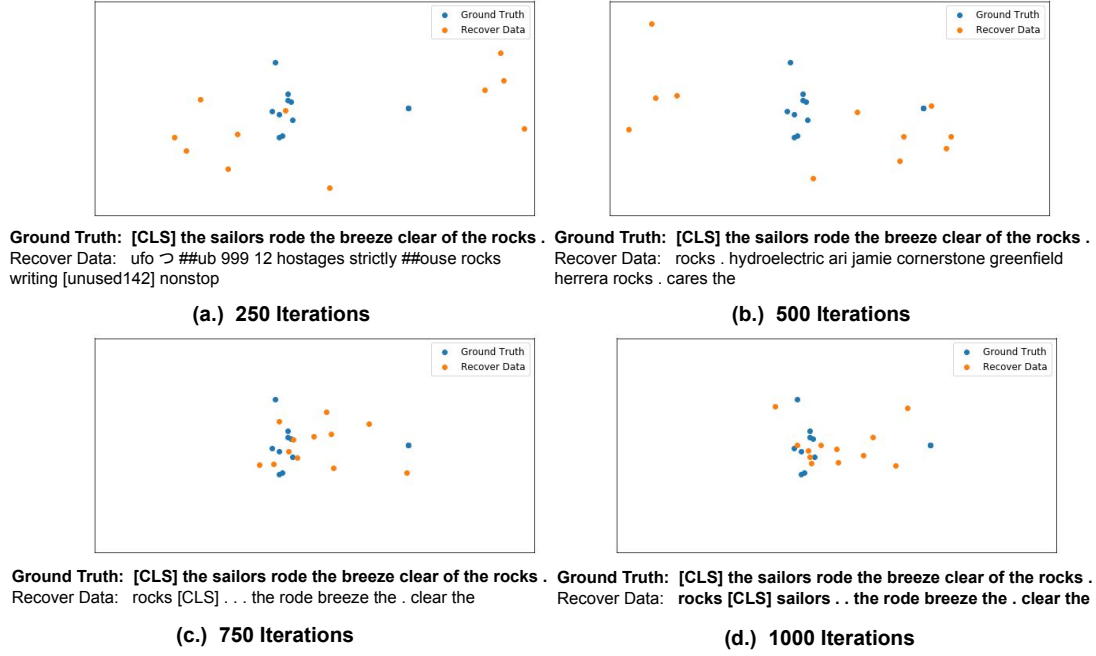 Ground Truth
Recover Data
Ground Truth
Recover Data
Ground Truth: [CLS] the sailors rode the breeze clear of the rocks .
Recover Data: ufo つ ##ub 999 12 hostages strictly ##ouse rocks
writing [unused142] nonstop
(a.) 250 Iterations
Ground Truth: [CLS] the sailors rode the breeze clear of the rocks .
Recover Data: rocks . hydroelectric ari jamie cornerstone greenfield
herrera rocks . cares the
(b.) 500 Iterations
Ground Truth
Recover Data
Ground Truth
Recover Data
Ground Truth: [CLS] the sailors rode the breeze clear of the rocks .
Recover Data: rocks [CLS] . . . the rode breeze the . clear the
(c.) 750 Iterations
Ground Truth: [CLS] the sailors rode the breeze clear of the rocks .
Recover Data: rocks [CLS] sailors . . the rode breeze the . clear the
(d.) 1000 Iterations